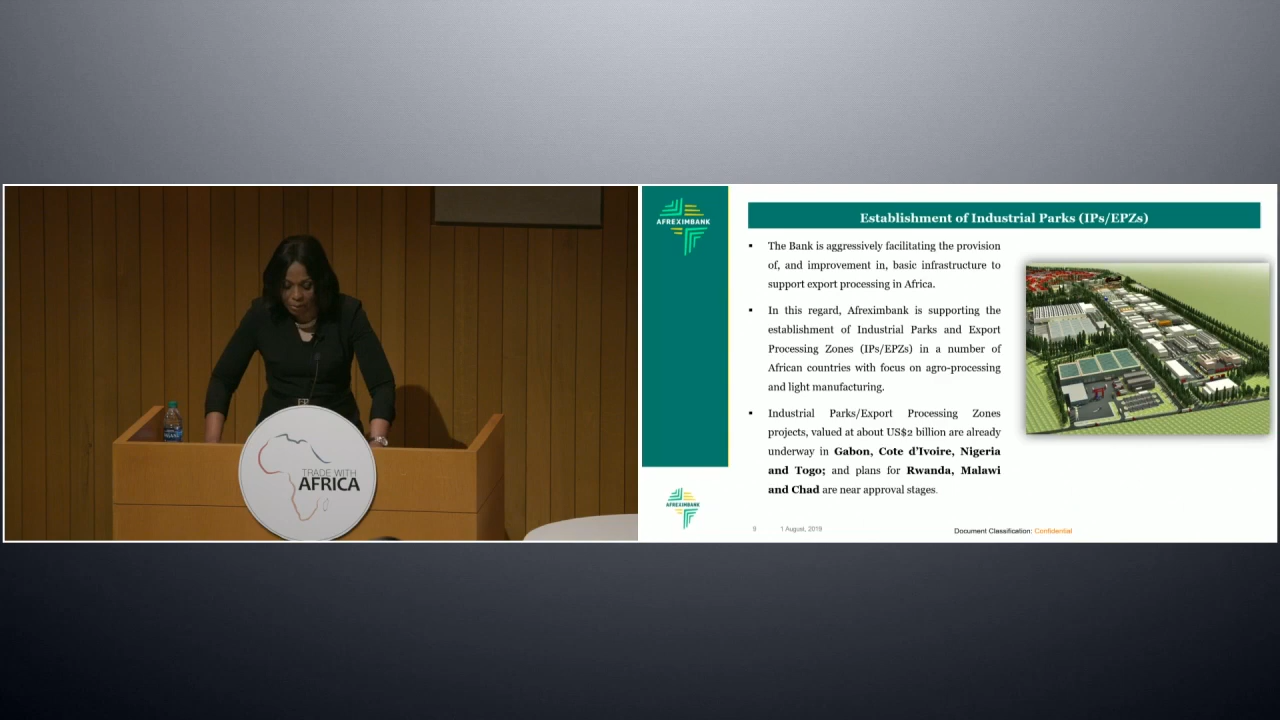 TRADE WITH
AFRICA
AFREXIMBANK
Establishment of Industrial Parks (IPs/EPZs)
▪ The Bank is aggressively facilitating the provision
of, and improvement in, basic infrastructure to
support export processing in Africa.
▪ In this regard, Afreximbank is supporting the
establishment of Industrial Parks and Export
Processing Zones (IPs/EPZs) in a number of
African countries with focus on agro-processing
and light manufacturing.
▪ Industrial Parks/Export Processing Zones
projects, valued at about US$2 billion are already
underway in Gabon, Cote d'Ivoire, Nigeria
and Togo; and plans for Rwanda, Malawi
and Chad are near approval stages.
AFREXIMBANK
9 1 August, 2019
Document Classification: Confidential